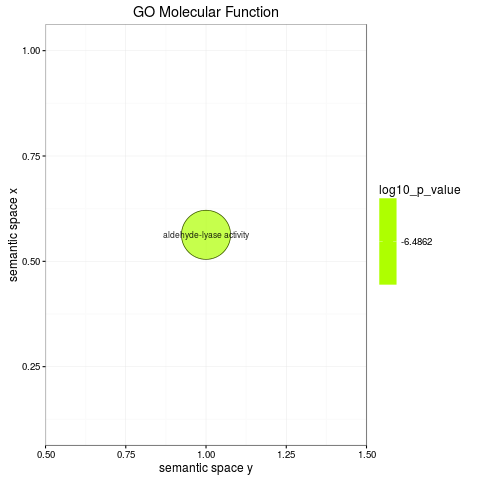 GO Molecular Function
1.00
0.75
0.50
0.25
semantic space x
aldehyde-lyase activity
0.50 0.75 1.00 1.25 1.50
semantic space y
log10_p_value
-6.4862